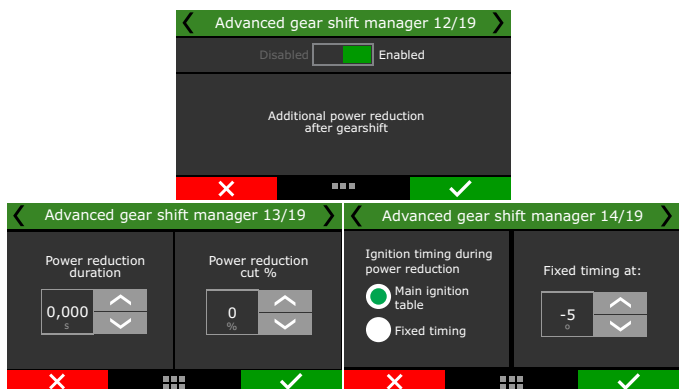 Advanced gear shift manager 12/19
Disabled
Enabled
Additional power reduction
after gearshift
Advanced gear shift manager 13/19
Power reduction
duration
0,000
s
Power reduction
cut %
0
%
Advanced gear shift manager 14/19
Ignition timing during
power reduction
Main ignition
table
Fixed timing
Fixed timing at:
-5
o